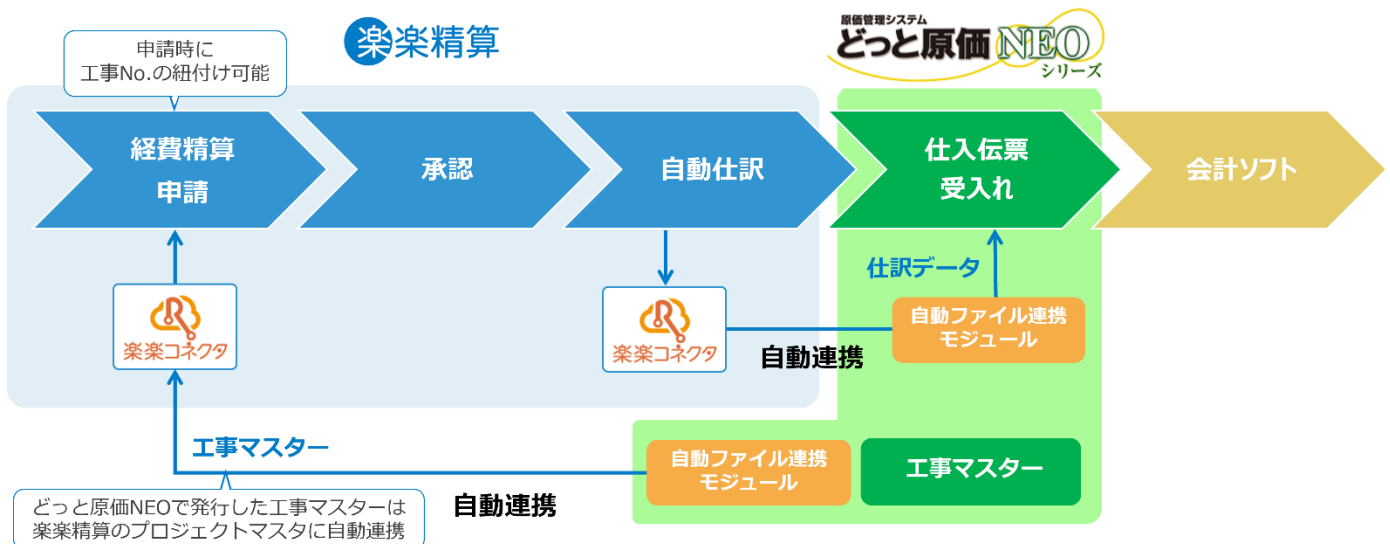 申請時に
工事No.の紐付け可能
楽楽精算
原価管理システム
どっと原価NEO
シリーズ
経費精算
申請
承認
自動仕訳
仕入伝票
受入れ
会計ソフト
仕訳データ
楽楽コネクタ
楽楽コネクタ
自動連携
自動ファイル連携
モジュール
工事マスター
自動連携
自動ファイル連携
モジュール
工事マスター
どっと原価NEOで発行した工事マスターは
楽楽精算のプロジェクトマスタに自動連携